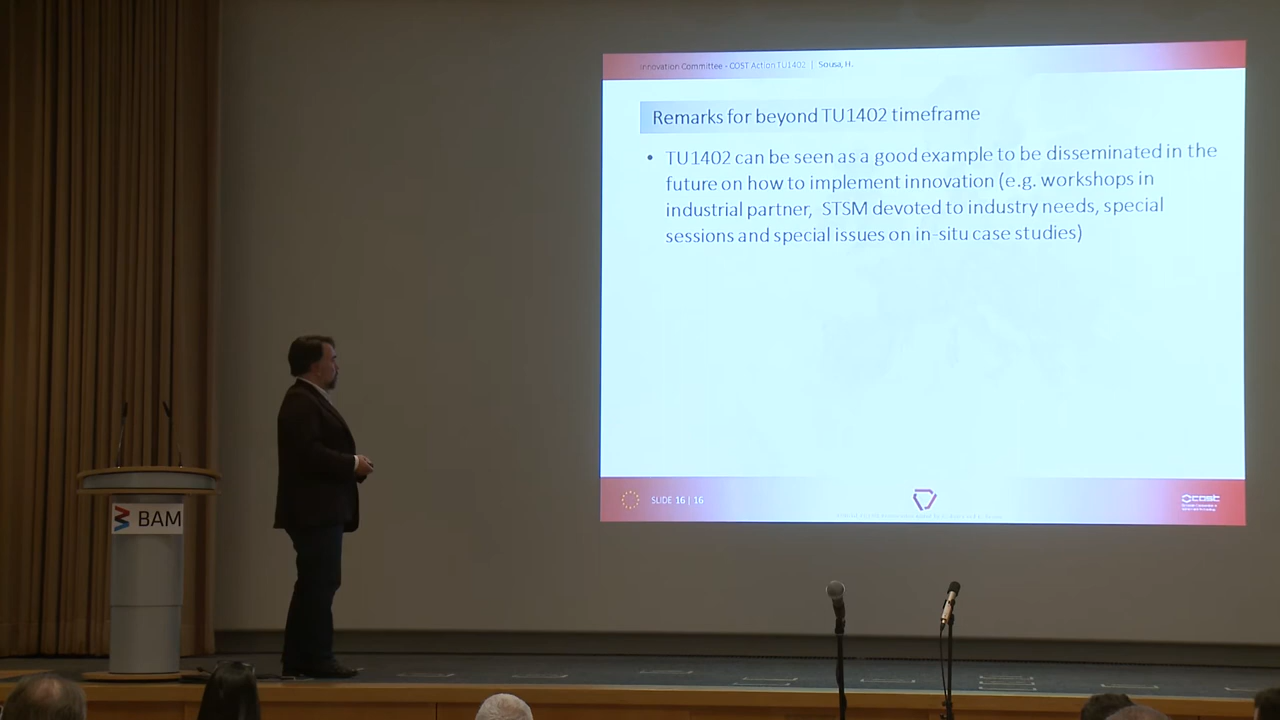 Innovation Committee - COST Action TU1402 | Sousa, H.
Remarks for beyond TU1402 timeframe
• TU1402 can be seen as a good example to be disseminated in the
future on how to implement innovation (e.g. workshops in
industrial partner, STSM devoted to industry needs, special
sessions and special issues on in-situ case studies)
SLIDE 16 | 16
cost
BAM